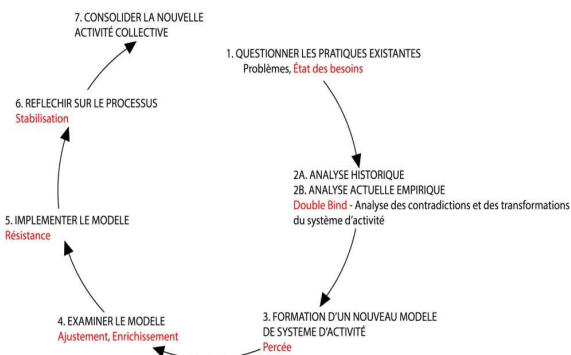 7. CONSOLIDER LA NOUVELLE
ACTIVITÉ COLLECTIVE
1. QUESTIONNER LES PRATIQUES EXISTANTES
Problèmes, État des besoins
2A. ANALYSE HISTORIQUE
2B. ANALYSE ACTUELLE EMPIRIQUE
Double Bind - Analyse des contradictions et des transformations
du système d'activité
3. FORMATION D'UN NOUVEAU MODELE
DE SYSTEME D'ACTIVITÉ
Percée
4. EXAMINER LE MODELE
Ajustement, Enrichissement
5. IMPLEMENTER LE MODELE
Résistance
6. REFLECHIR SUR LE PROCESSUS
Stabilisation